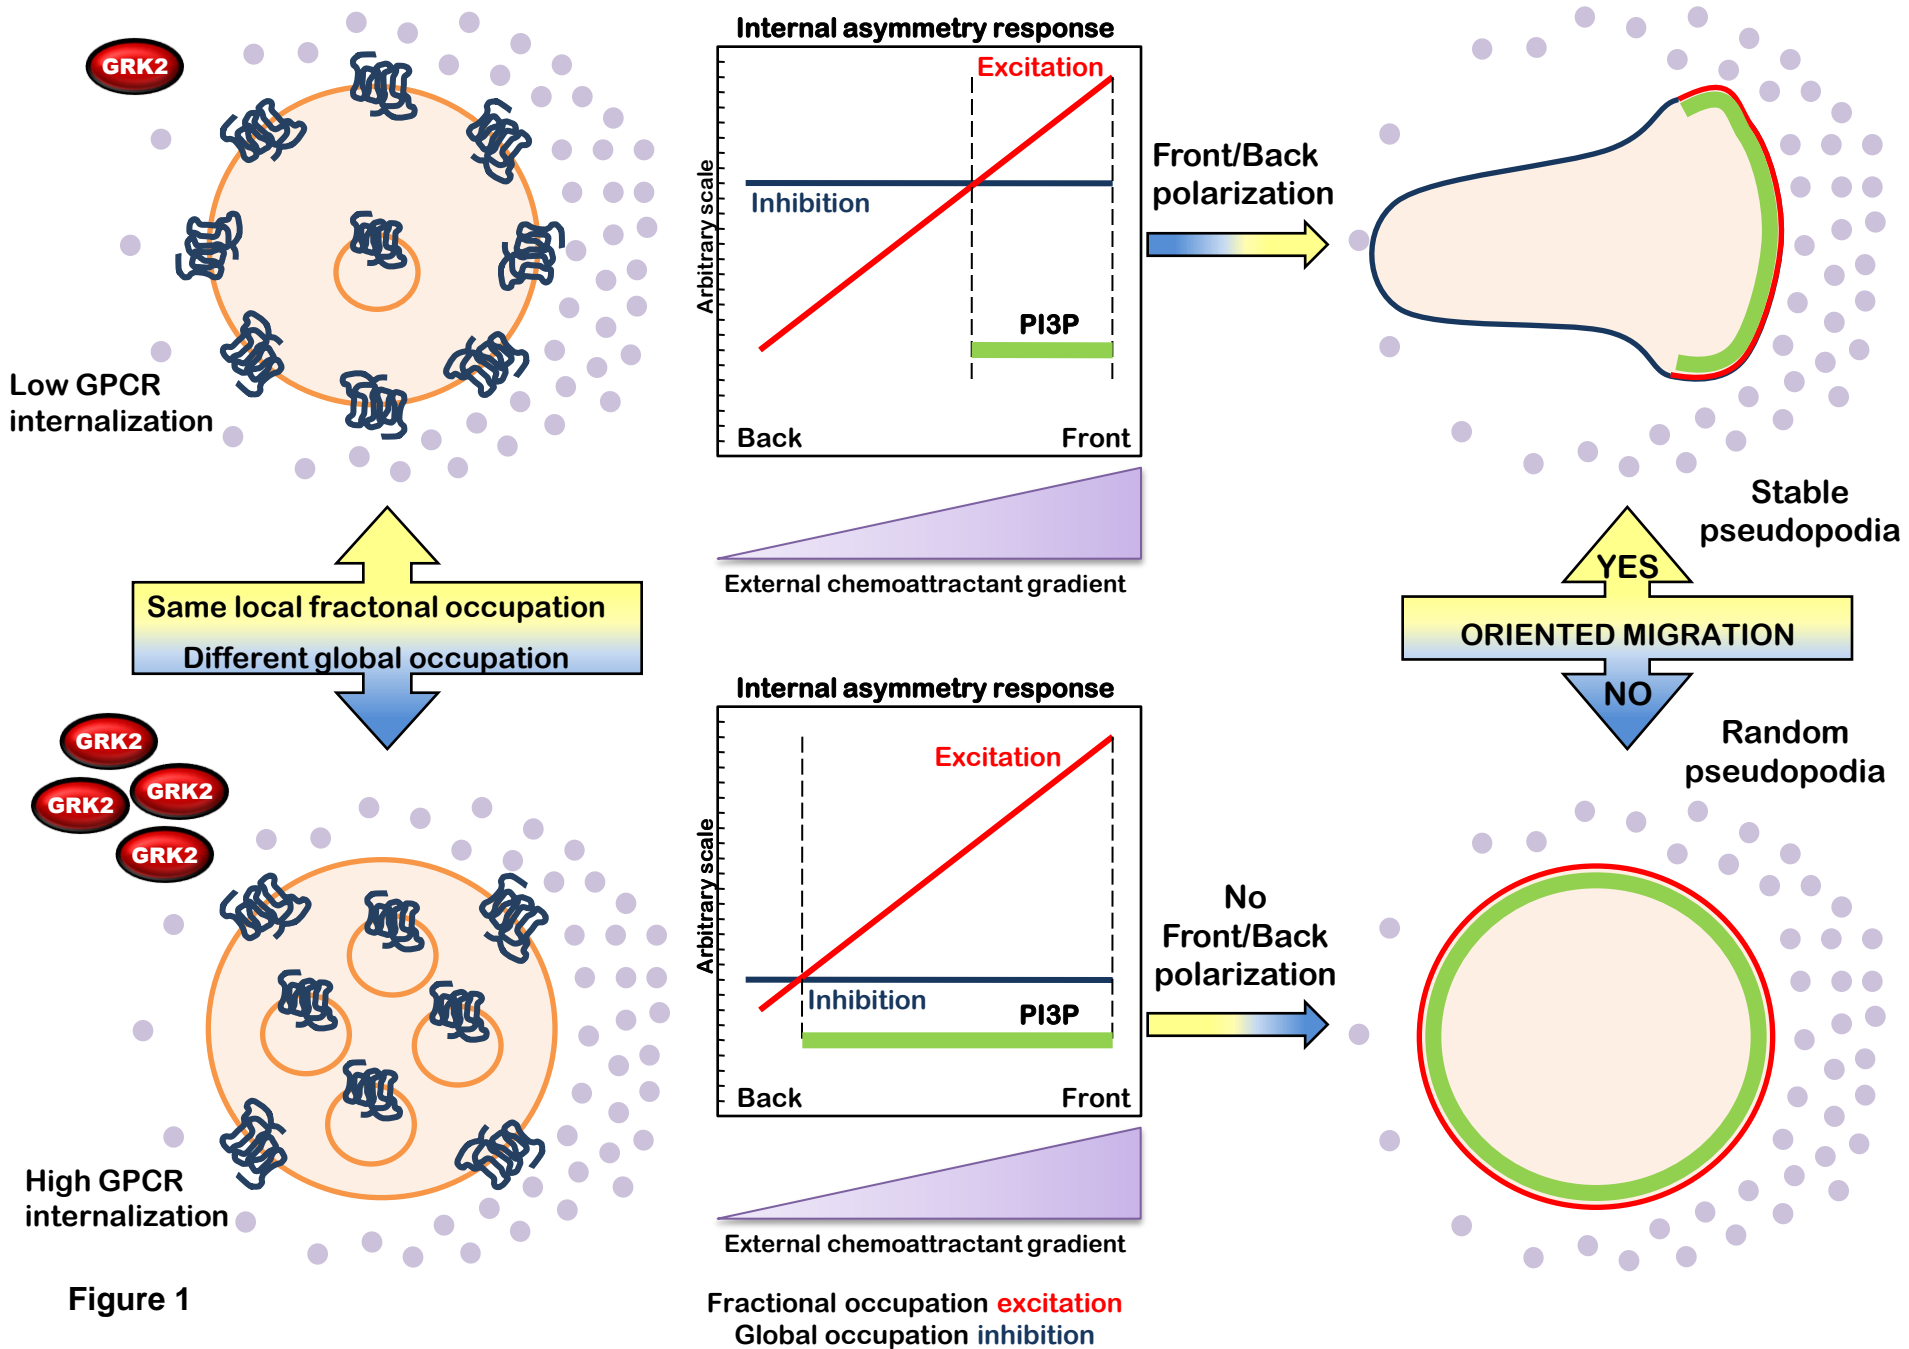 Internal asymmetry response
GRK2
Excitation
Inhibition
Arbitrary scale
PI3P
Back
Front
External chemoattractant gradient
Low GPCR
internalization
Front/Back
polarization
Stable
pseudopodia
Same local fractonal occupation
Different global occupation
YES
ORIENTED MIGRATION
NO
Random
pseudopodia
GRK2
GRK2
GRK2
GRK2
Internal asymmetry response
Excitation
Inhibition
Arbitrary scale
PI3P
Back
Front
External chemoattractant gradient
No
Front/Back
polarization
High GPCR
internalization
Figure 1
Fractional occupation excitation
Global occupation inhibition